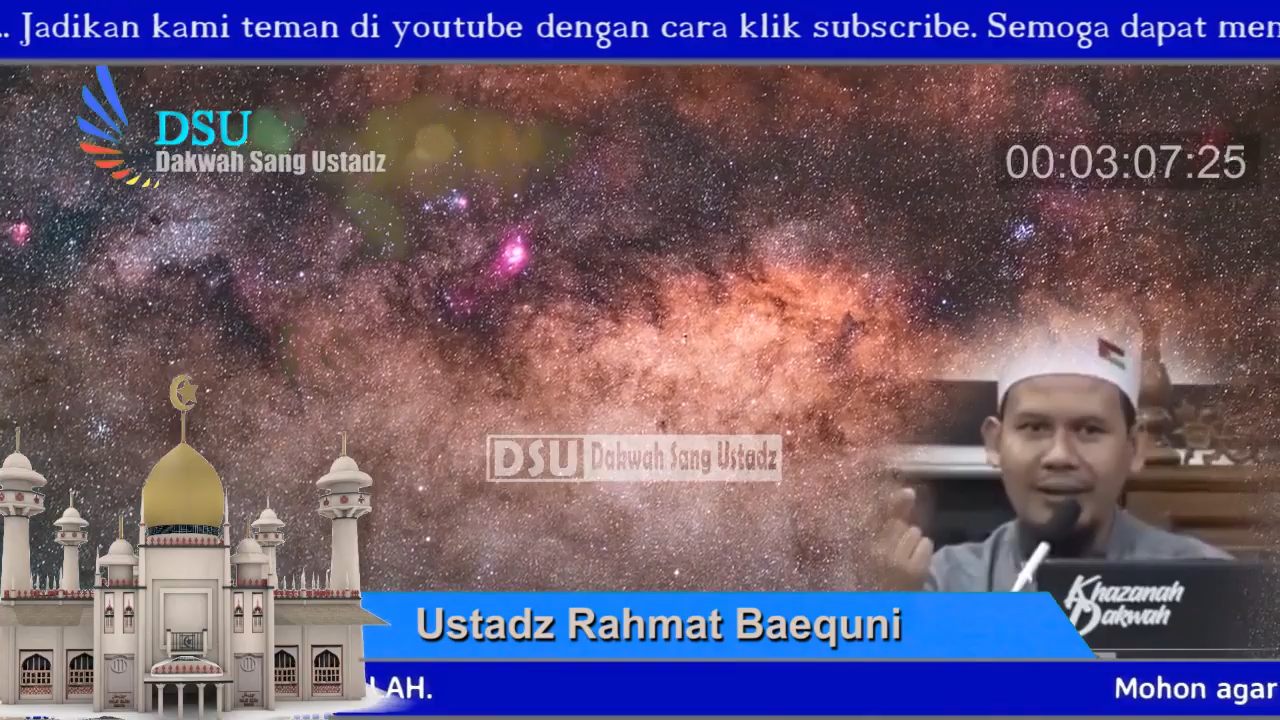 .. Jadikan kami teman di youtube dengan cara klik subscribe. Semoga dapat men
DSU
Dakwah Sang Ustadz
00:03:07:25
DSU Dakwah Sang Ustadz
Khazanah
Dakwah
Ustadz Rahmat Baequni
LAH.
Mohon agar